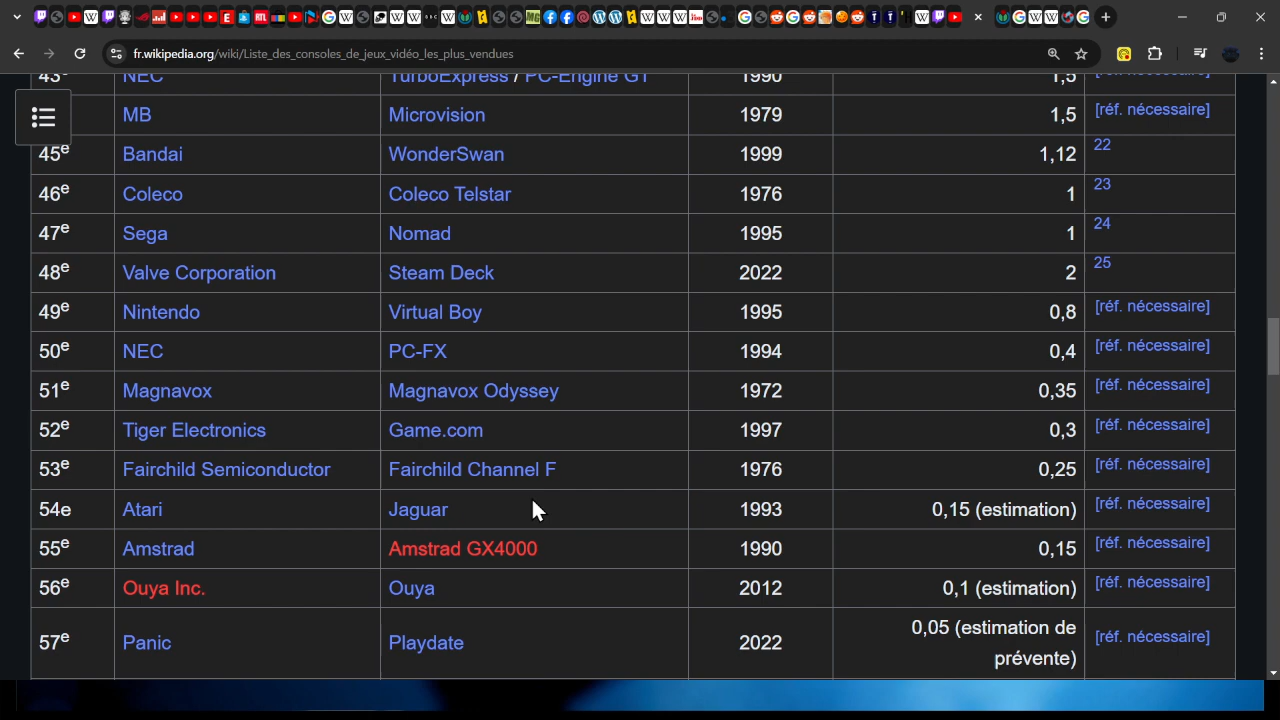 fr.wikipedia.org/wiki/Liste_des_consoles_de_jeux_vidéo_les_plus_vendues
43e NEC TurboExpress / PC-Engine GT 1990 1,5 [réf. nécessaire]
MB Microvision 1979 1,5 [réf. nécessaire]
45e Bandai WonderSwan 1999 1,12 22
46e Coleco Coleco Telstar 1976 1 23
47e Sega Nomad 1995 1 24
48e Valve Corporation Steam Deck 2022 2 25
49e Nintendo Virtual Boy 1995 0,8 [réf. nécessaire]
50e NEC PC-FX 1994 0,4 [réf. nécessaire]
51e Magnavox Magnavox Odyssey 1972 0,35 [réf. nécessaire]
52e Tiger Electronics Game.com 1997 0,3 [réf. nécessaire]
53e Fairchild Semiconductor Fairchild Channel F 1976 0,25 [réf. nécessaire]
54e Atari Jaguar 1993 0,15 (estimation) [réf. nécessaire]
55e Amstrad Amstrad GX4000 1990 0,15 [réf. nécessaire]
56e Ouya Inc. Ouya 2012 0,1 (estimation) [réf. nécessaire]
57e Panic Playdate 2022 0,05 (estimation de
prévente) [réf. nécessaire]